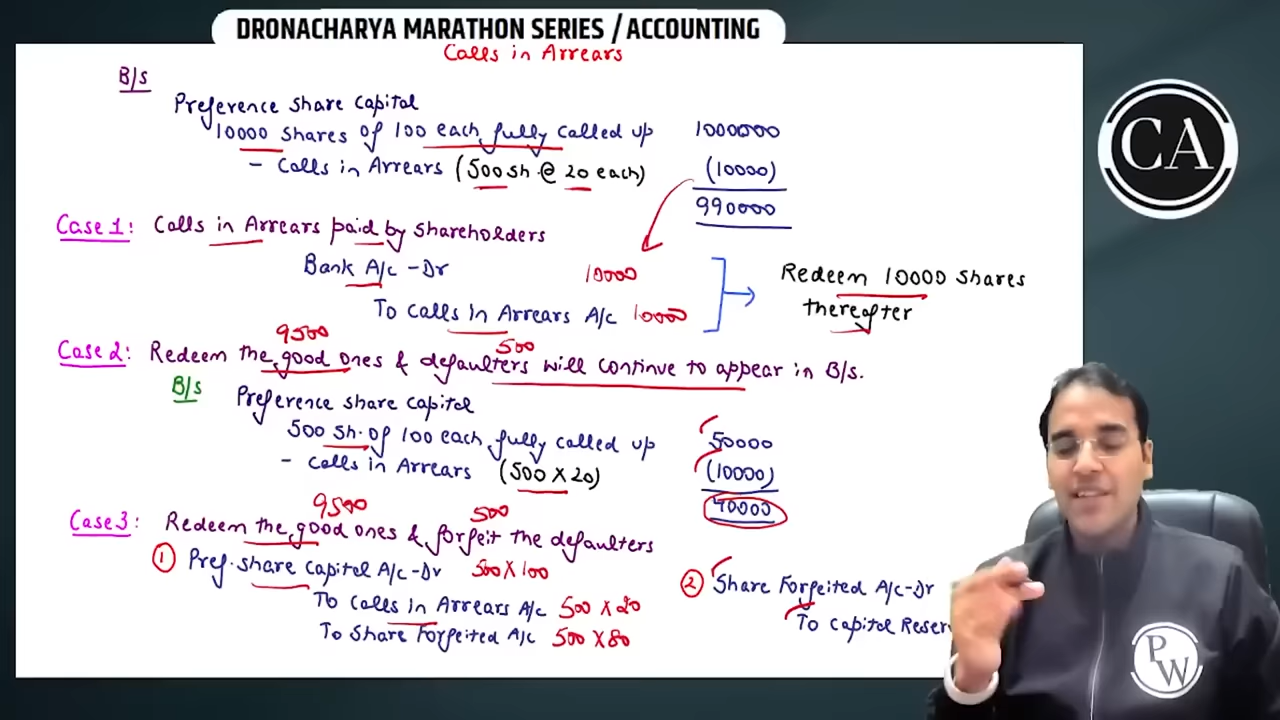 DRONACHARYA MARATHON SERIES / ACCOUNTING
Calls in Arrears
B/s
Preference share capital
10000 shares of 100 each, fully called up 1000000
- Calls in Arrears (500 sh. @ 20 each) (10000)
990000
CA
Case 1: Calls in Arrears paid by shareholders
Bank A/c -Dr 10000
To Calls in Arrears A/c 10000
Redeem 10000 shares
thereafter
9500 500
Case 2: Redeem the good ones & defaulters will continue to appear in B/s.
B/s
Preference share capital
500 sh. of 100 each, fully called up 50000
- Calls in Arrears (500 X 20) (10000)
40000
9500 500
Case 3: Redeem the good ones & forfeit the defaulters
① Pref. share capital A/c -Dr 500 X 100
To Calls in Arrears A/c 500 X 20
To Share Forfeited A/c 500 X 80
② Share Forfeited A/c -Dr
To Capital Reser
PW